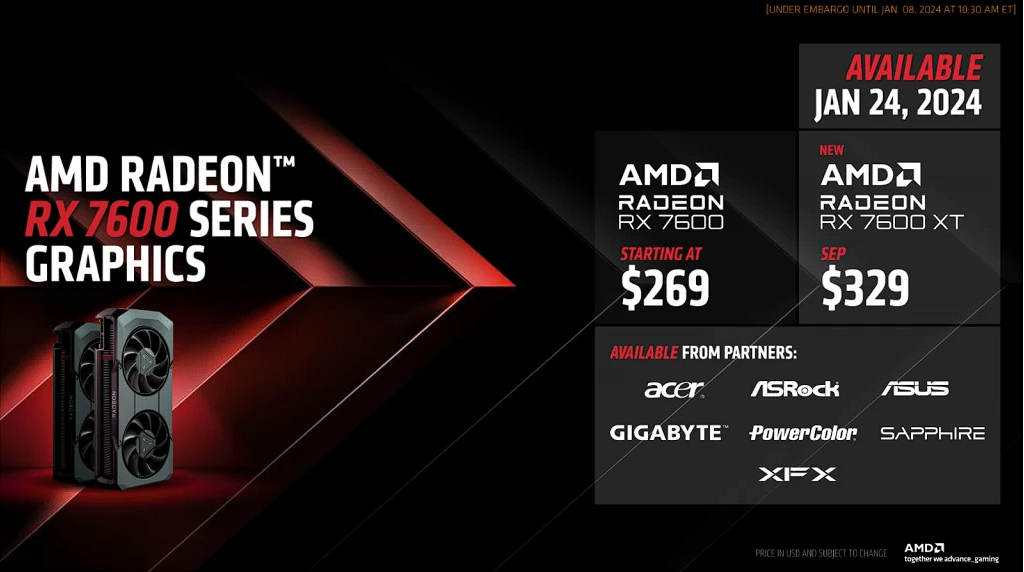 [UNDER EMBARGO UNTIL JAN. 08, 2024 AT 10:30 AM ET]
AVAILABLE
JAN 24, 2024
AMD RADEON™
RX 7600 SERIES
GRAPHICS
AMD
RADEON
RX 7600
STARTING AT
$269
NEW
AMD
RADEON
RX 7600 XT
SEP
$329
AVAILABLE FROM PARTNERS:
acer ASRock ASUS
GIGABYTE™ PowerColor SAPPHIRE
XFX
RADEON
PRICE IN USD AND SUBJECT TO CHANGE
AMD
together we advance_gaming